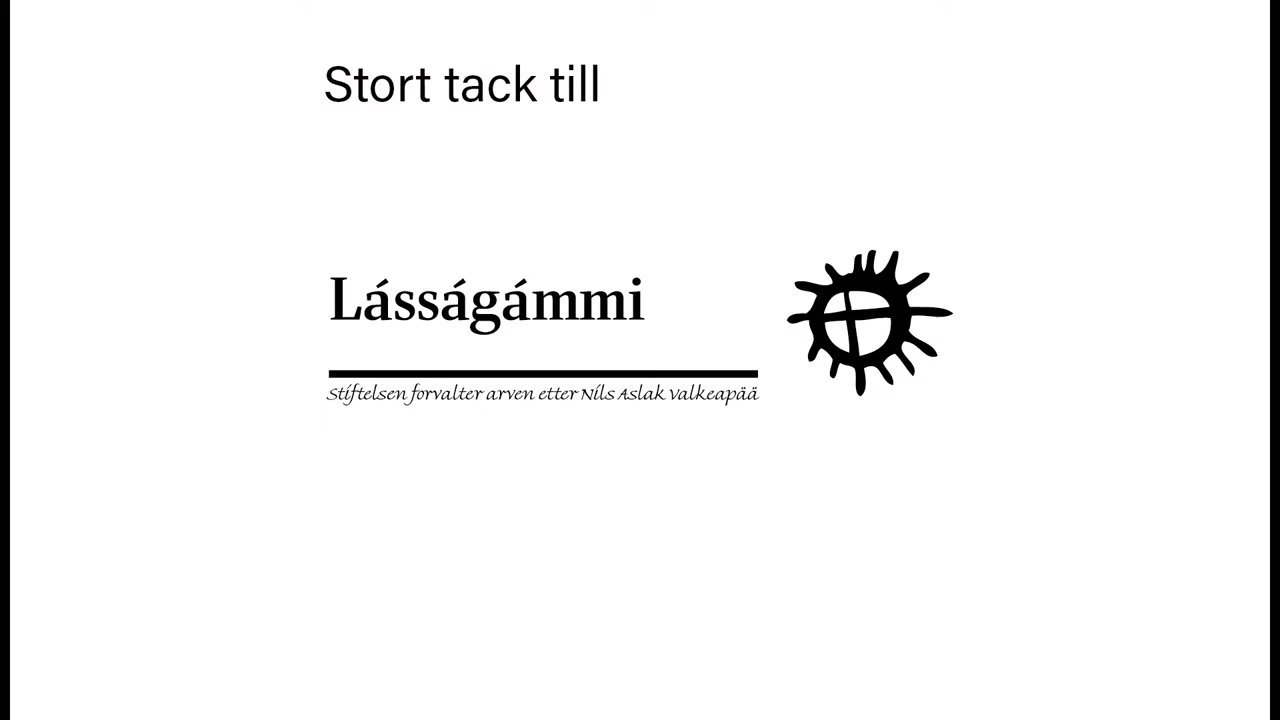 Stort tack till
Lásságámmi
Stiftelsen forvalter arven etter Nils Aslak Valkeapää